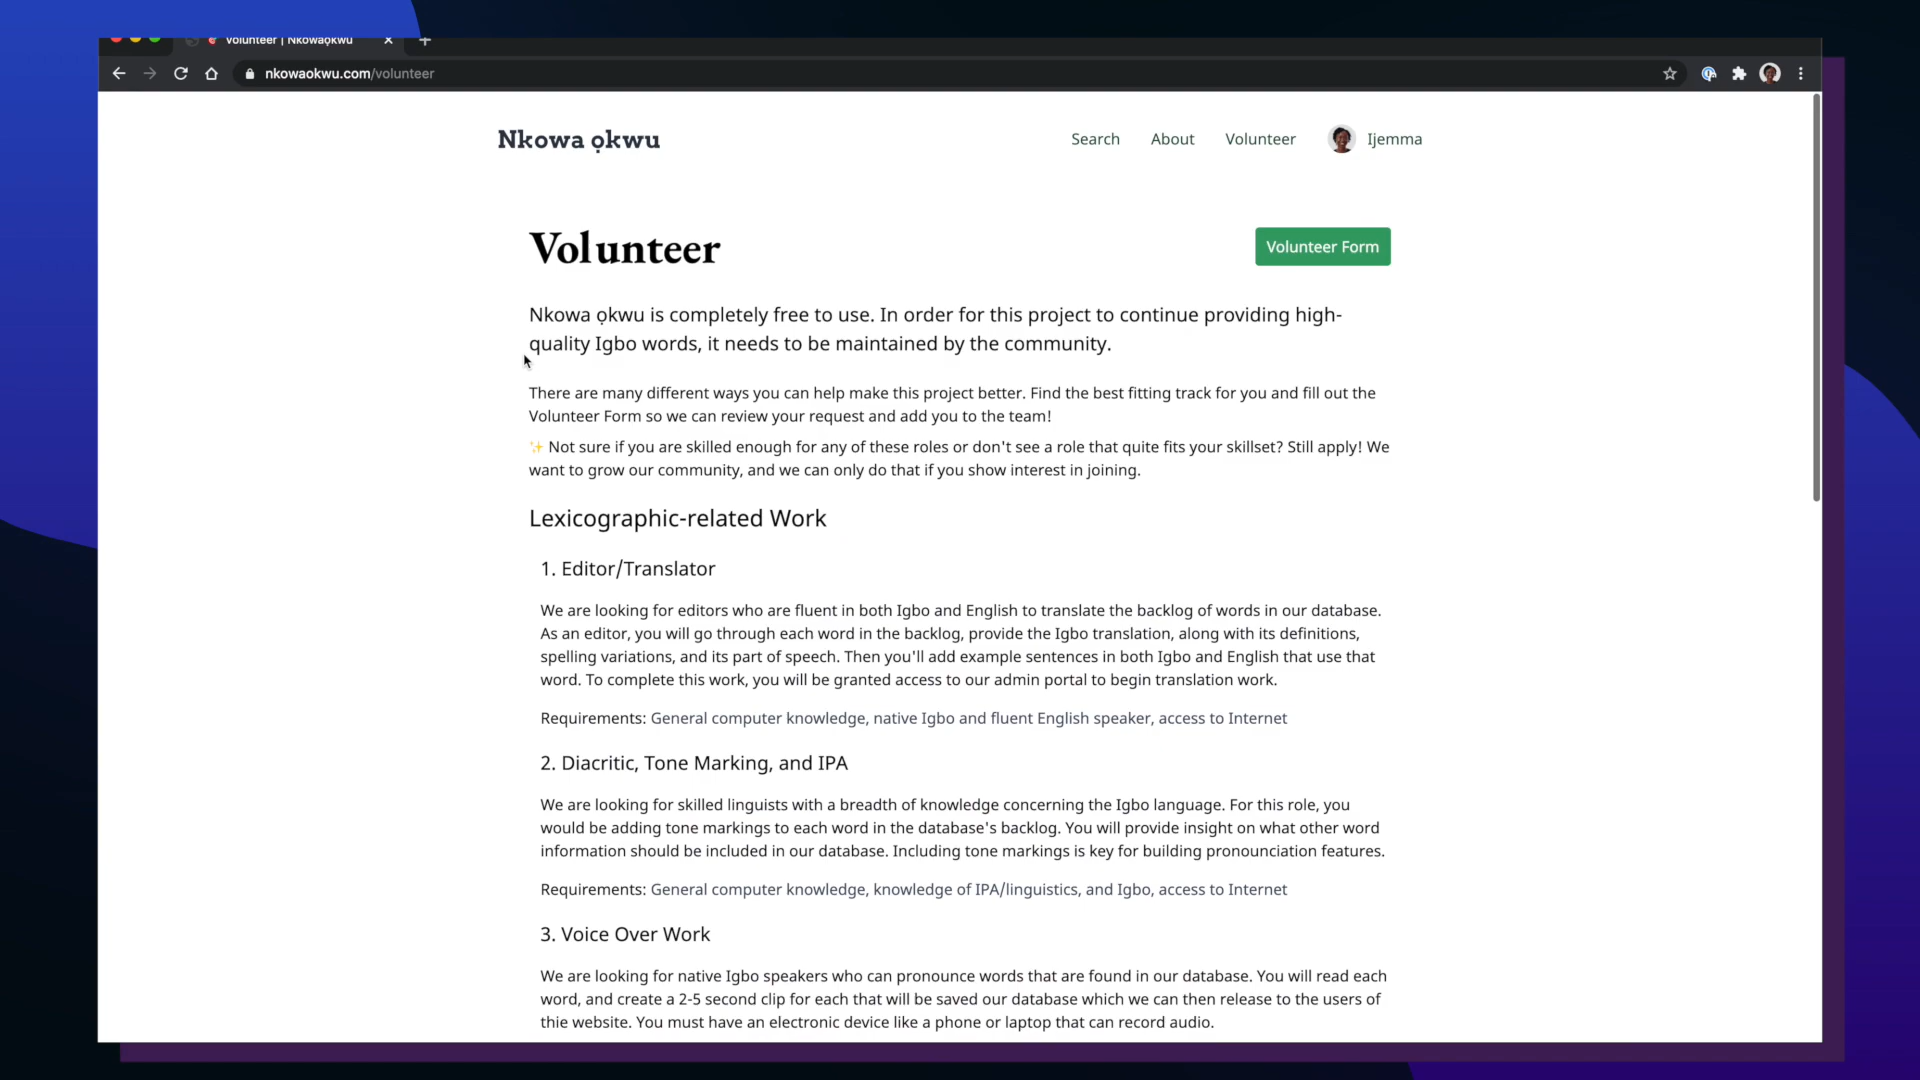 Volunteer | Nkowaọkwu
nkowaokwu.com/volunteer
Nkowa ọkwu
Search
About
Volunteer
Ijemma
Volunteer
Volunteer Form
Nkowa ọkwu is completely free to use. In order for this project to continue providing high-
quality Igbo words, it needs to be maintained by the community.
There are many different ways you can help make this project better. Find the best fitting track for you and fill out the
Volunteer Form so we can review your request and add you to the team!
✨ Not sure if you are skilled enough for any of these roles or don't see a role that quite fits your skillset? Still apply! We
want to grow our community, and we can only do that if you show interest in joining.
Lexicographic-related Work
1. Editor/Translator
We are looking for editors who are fluent in both Igbo and English to translate the backlog of words in our database.
As an editor, you will go through each word in the backlog, provide the Igbo translation, along with its definitions,
spelling variations, and its part of speech. Then you'll add example sentences in both Igbo and English that use that
word. To complete this work, you will be granted access to our admin portal to begin translation work.
Requirements: General computer knowledge, native Igbo and fluent English speaker, access to Internet
2. Diacritic, Tone Marking, and IPA
We are looking for skilled linguists with a breadth of knowledge concerning the Igbo language. For this role, you
would be adding tone markings to each word in the database's backlog. You will provide insight on what other word
information should be included in our database. Including tone markings is key for building pronounciation features.
Requirements: General computer knowledge, knowledge of IPA/linguistics, and Igbo, access to Internet
3. Voice Over Work
We are looking for native Igbo speakers who can pronounce words that are found in our database. You will read each
word, and create a 2-5 second clip for each that will be saved our database which we can then release to the users of
thie website. You must have an electronic device like a phone or laptop that can record audio.